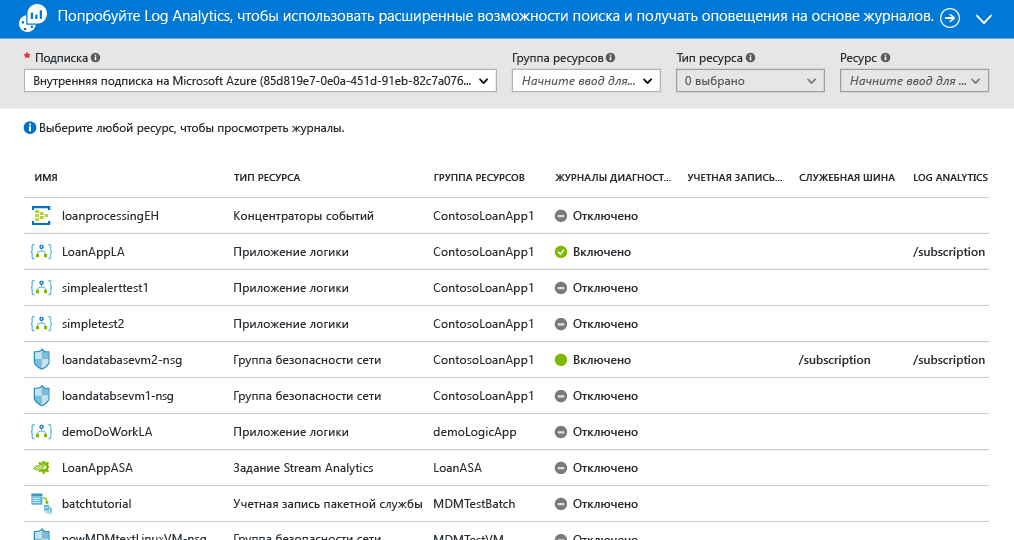 Попробуйте Log Analytics, чтобы использовать расширенные возможности поиска и получать оповещения на основе журналов.
* Подписка Группа ресурсов Тип ресурса Ресурс
Внутренняя подписка на Microsoft Azure (85d819e7-0e0a-451d-91eb-82c7a076... Начните ввод для... 0 выбрано Начните ввод для ...
Выберите любой ресурс, чтобы просмотреть журналы.
ИМЯ ТИП РЕСУРСА ГРУППА РЕСУРСОВ ЖУРНАЛЫ ДИАГНОСТ... УЧЕТНАЯ ЗАПИСЬ... СЛУЖЕБНАЯ ШИНА LOG ANALYTICS
loanprocessingEH Концентраторы событий ContosoLoanApp1 Отключено
LoanAppLA Приложение логики ContosoLoanApp1 Включено /subscription
simplealerttest1 Приложение логики ContosoLoanApp1 Отключено
simpletest2 Приложение логики ContosoLoanApp1 Отключено
loandatabasevm2-nsg Группа безопасности сети ContosoLoanApp1 Включено /subscription /subscription
loandatabsevm1-nsg Группа безопасности сети ContosoLoanApp1 Отключено
demoDoWorkLA Приложение логики demoLogicApp Отключено
LoanAppASA Задание Stream Analytics LoanASA Отключено
batchtutorial Учетная запись пакетной службы MDMTestBatch Отключено
nowMDMtextLinuxVM-nsg Группа безопасности сети MDMTestVM Отключено